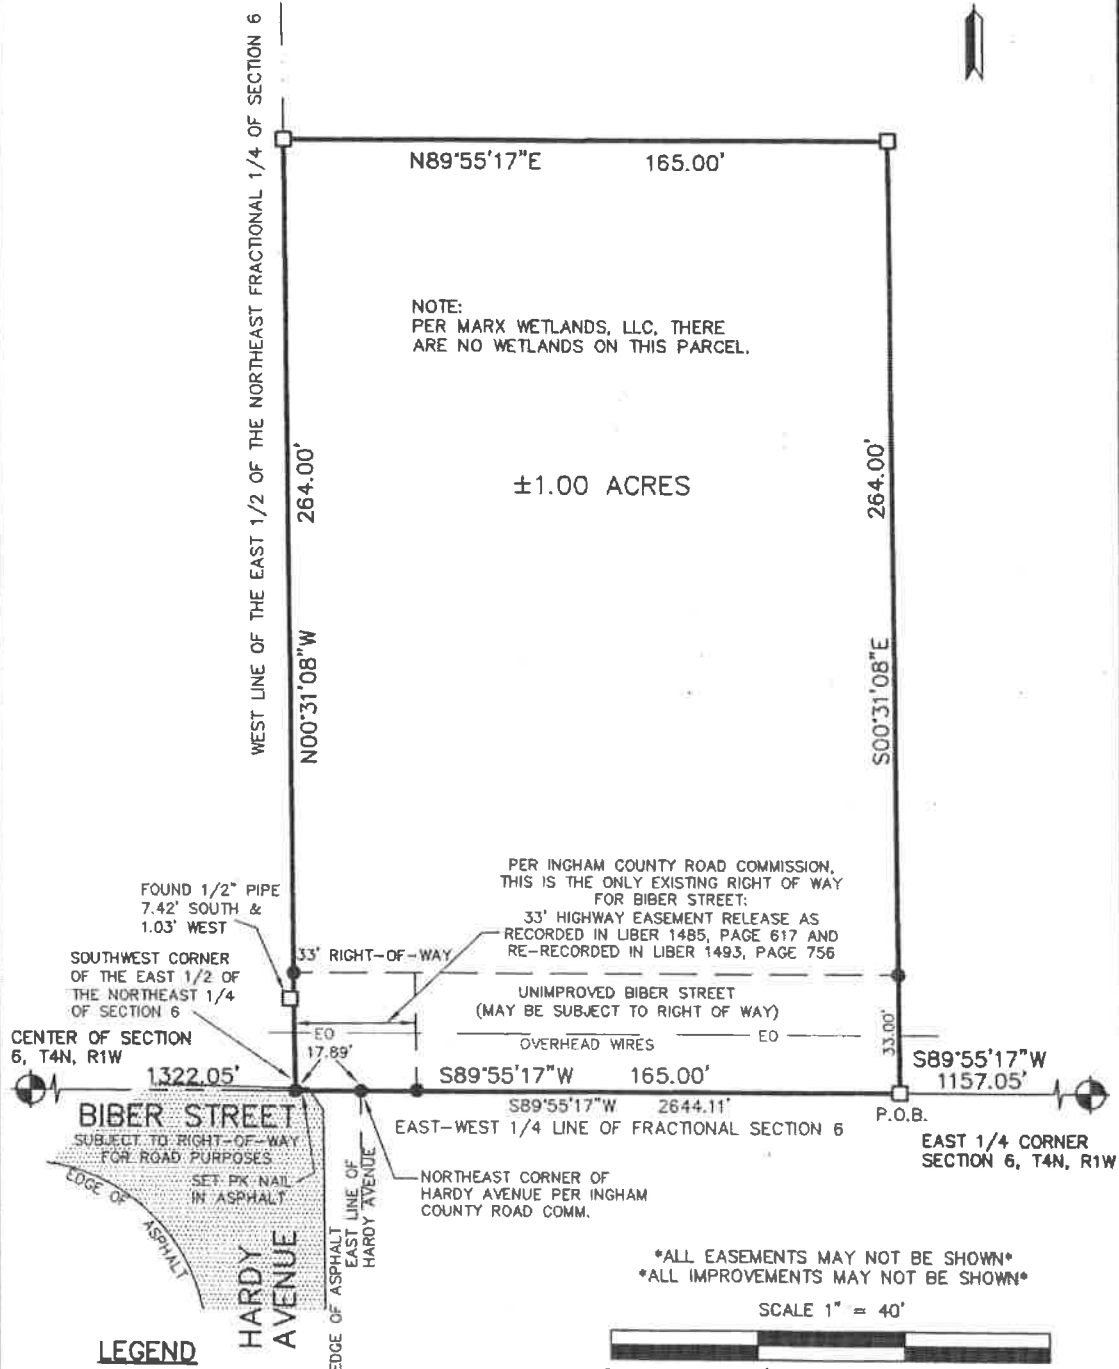 WEST LINE OF THE EAST 1/2 OF THE NORTHEAST FRACTIONAL 1/4 OF SECTION 6
N89°55'17"E 165.00'
NOTE:
PER MARX WETLANDS, LLC, THERE
ARE NO WETLANDS ON THIS PARCEL.
264.00'
±1.00 ACRES
264.00'
N00°31'08"W
S00°31'08"E
PER INGHAM COUNTY ROAD COMMISSION,
THIS IS THE ONLY EXISTING RIGHT OF WAY
FOR BIBER STREET:
33' HIGHWAY EASEMENT RELEASE AS
RECORDED IN LIBER 1485, PAGE 617 AND
RE-RECORDED IN LIBER 1493, PAGE 756
FOUND 1/2" PIPE
7.42' SOUTH &
1.03' WEST
33' RIGHT-OF-WAY
SOUTHWEST CORNER
OF THE EAST 1/2 OF
THE NORTHEAST 1/4
OF SECTION 6
UNIMPROVED BIBER STREET
(MAY BE SUBJECT TO RIGHT OF WAY)
EO
OVERHEAD WIRES
EO
33.00'
CENTER OF SECTION
6, T4N, R1W
17.89'
1322.05'
S89°55'17"W 165.00'
S89°55'17"W
1157.05'
S89°55'17"W 2644.11'
P.O.B.
EAST-WEST 1/4 LINE OF FRACTIONAL SECTION 6
EAST 1/4 CORNER
SECTION 6, T4N, R1W
BIBER STREET
SUBJECT TO RIGHT-OF-WAY
FOR ROAD PURPOSES
SET PK NAIL
IN ASPHALT
EDGE OF
ASPHALT
EAST LINE OF
HARDY AVENUE
NORTHEAST CORNER OF
HARDY AVENUE PER INGHAM
COUNTY ROAD COMM.
HARDY
AVENUE
EDGE OF ASPHALT
*ALL EASEMENTS MAY NOT BE SHOWN*
*ALL IMPROVEMENTS MAY NOT BE SHOWN*
SCALE 1" = 40'
LEGEND